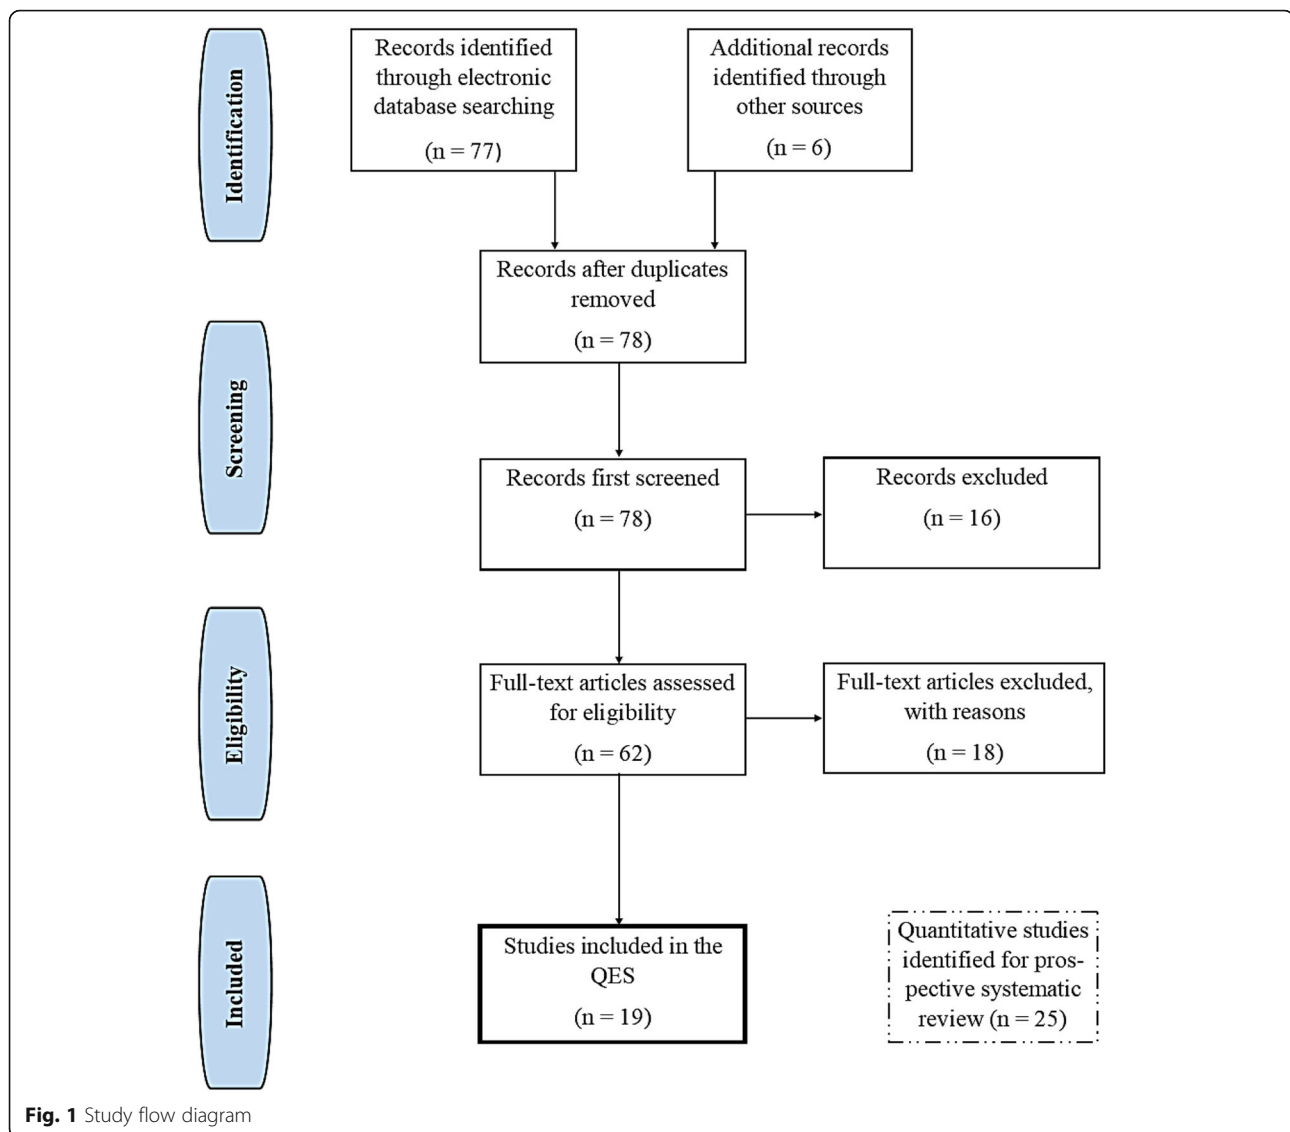 Identification
Records identified
through electronic
database searching
(n = 77)
Additional records
identified through
other sources
(n = 6)
Records after duplicates
removed
(n = 78)
Screening
Records first screened
(n = 78)
Records excluded
(n = 16)
Eligibility
Full-text articles assessed
for eligibility
(n = 62)
Full-text articles excluded,
with reasons
(n = 18)
Included
Studies included in the
QES
(n = 19)
Quantitative studies
identified for pros-
pective systematic
review (n = 25)
Fig. 1 Study flow diagram